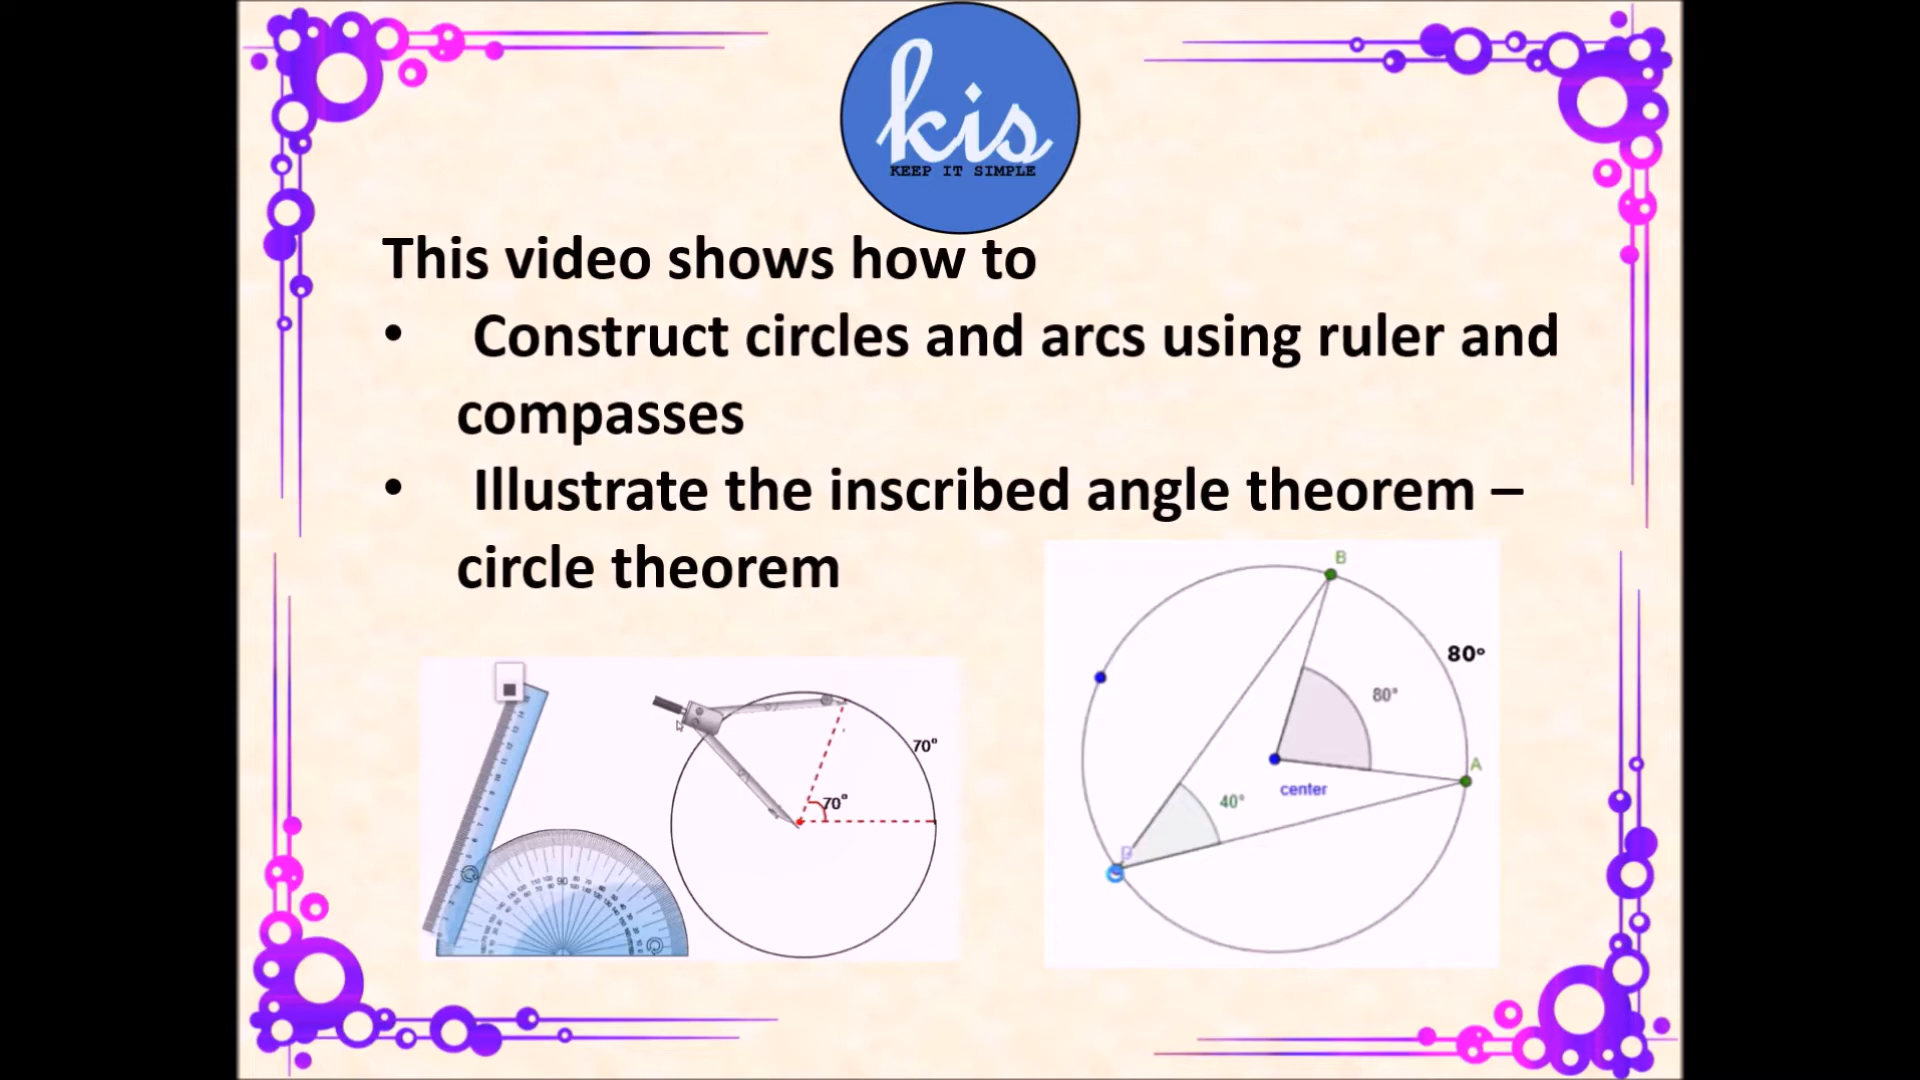 kis
KEEP IT SIMPLE
This video shows how to
• Construct circles and arcs using ruler and
compasses
• Illustrate the inscribed angle theorem –
circle theorem
70°
70°
B
80°
80°
A
center
40°
D
90